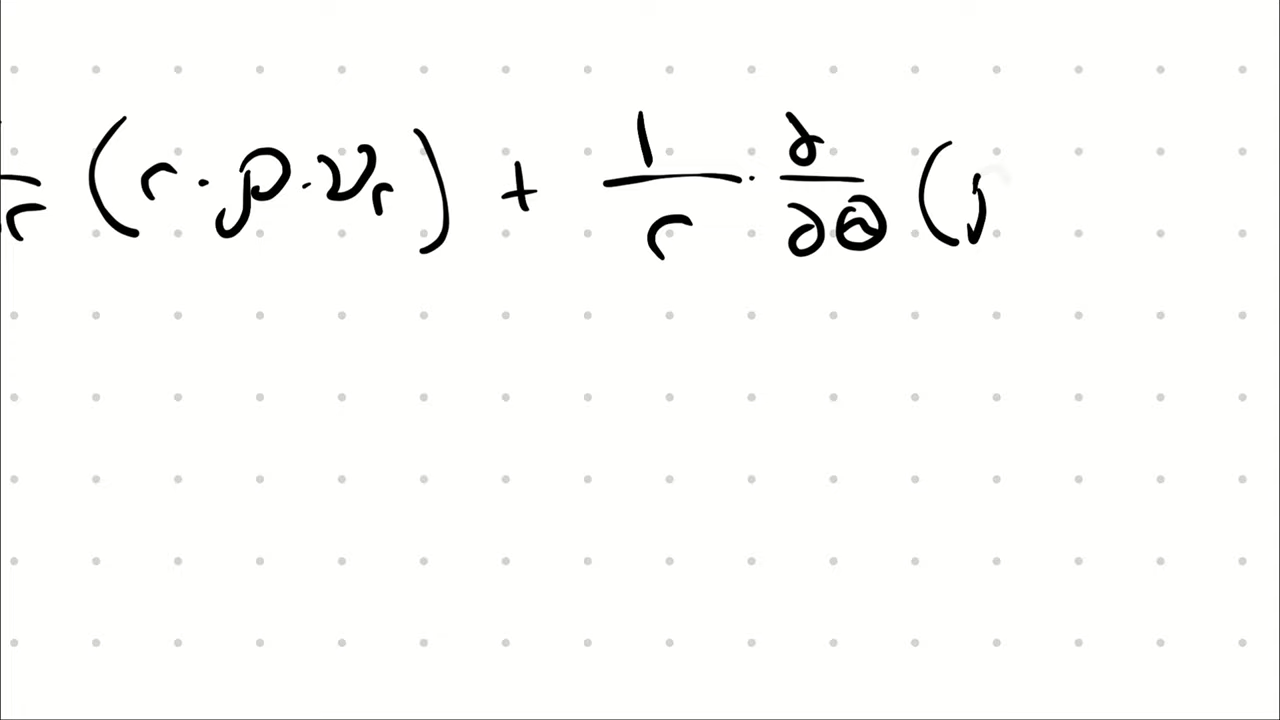 r (r · ρ · v_r) + 1/r · ∂/∂θ (